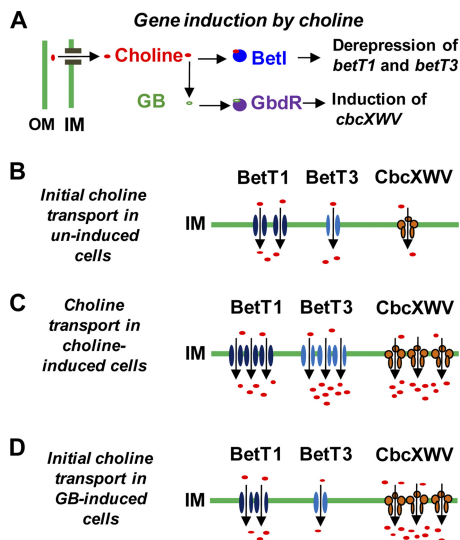 A
Gene induction by choline
Choline
BetI
Derepression of
betT1 and betT3
GB
GbdR
Induction of
cbcXWV
OM
IM
B
Initial choline
transport in
un-induced
cells
BetT1
BetT3
CbcXWV
IM
C
Choline
transport in
choline-
induced cells
BetT1
BetT3
CbcXWV
IM
D
Initial choline
transport in
GB-induced
cells
BetT1
BetT3
CbcXWV
IM